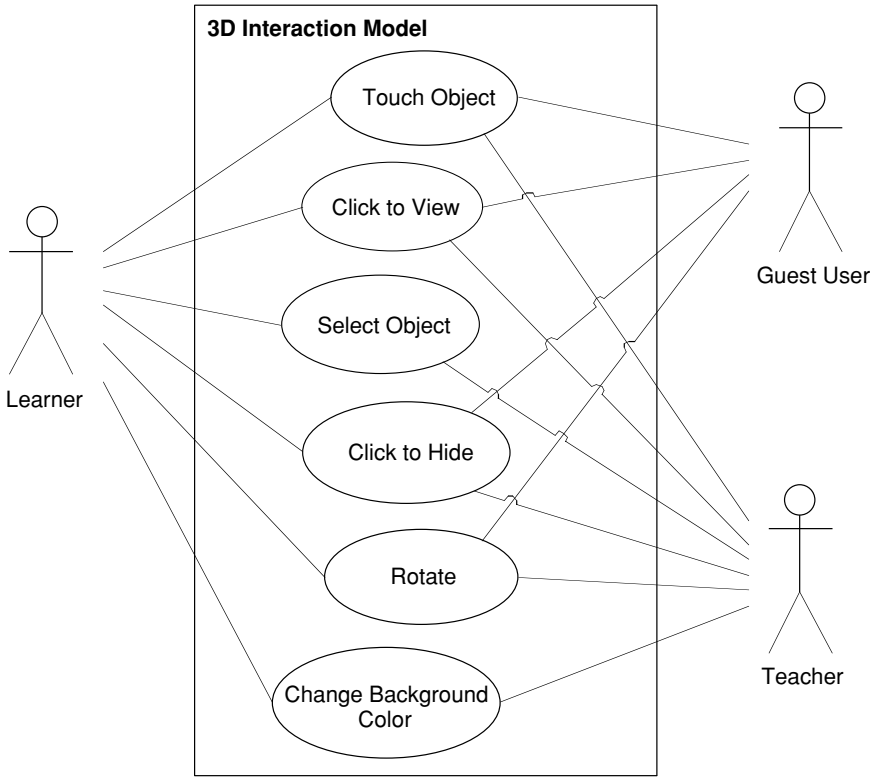 3D Interaction Model
Touch Object
Click to View
Select Object
Click to Hide
Rotate
Change Background
Color
Learner
Guest User
Teacher